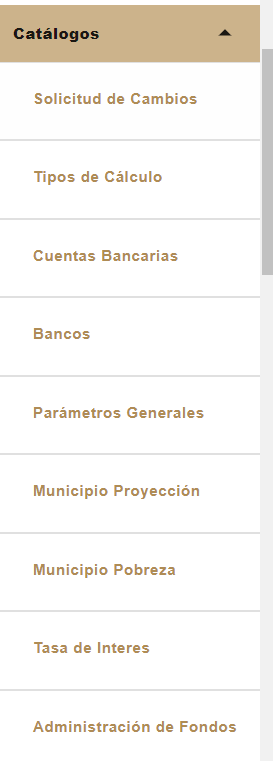 Catálogos
Solicitud de Cambios
Tipos de Cálculo
Cuentas Bancarias
Bancos
Parámetros Generales
Municipio Proyección
Municipio Pobreza
Tasa de Interes
Administración de Fondos